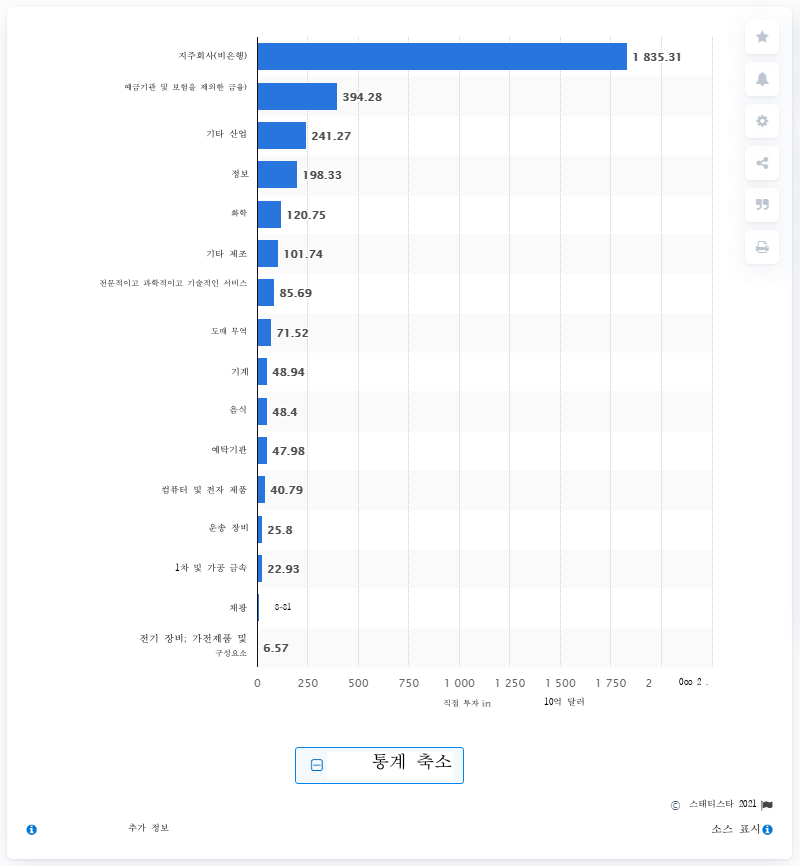 지주회사(비은행)
1 835.31
예금기관 및 보험을 제외한 금융)
394.28
기타 산업
241.27
정보
198.33
화학
120.75
기타 제조
101.74
전문적이고 과학적이고 기술적인 서비스
85.69
도매 무역
71.52
기계
48.94
음식
48.4
예탁기관
47.98
컴퓨터 및 전자 제품
40.79
운송 장비
25.8
1차 및 가공 금속
22.93
채광
8-81
전기 장비; 가전제품 및
구성요소
6.57
0 250 500 750 1 000 1 250 1 500 1 750 2 0∞ 2 .
직접 투자 in 10억 달러
통계 축소
© 스태티스타 2021
추가 정보
소스 표시